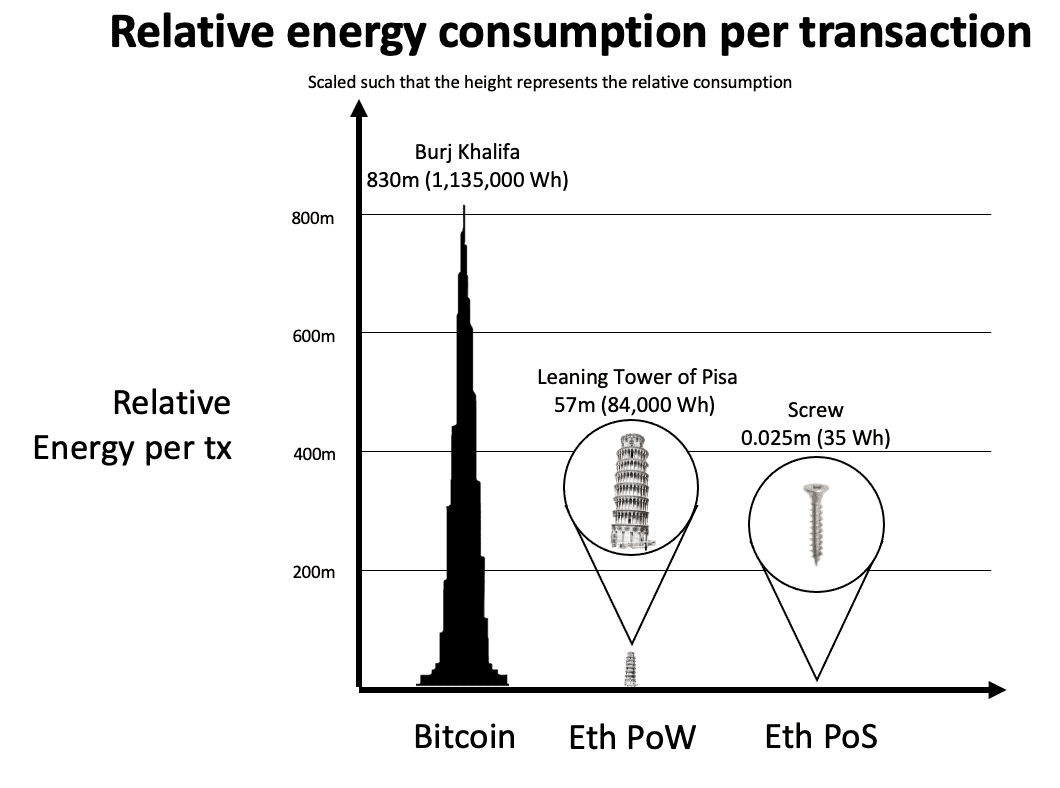 Relative energy consumption per transaction
Scaled such that the height represents the relative consumption
Burj Khalifa
830m (1,135,000 Wh)
800m
600m
Leaning Tower of Pisa
57m (84,000 Wh)
Screw
0.025m (35 Wh)
Relative
Energy per tx
400m
200m
Bitcoin
Eth PoW
Eth PoS